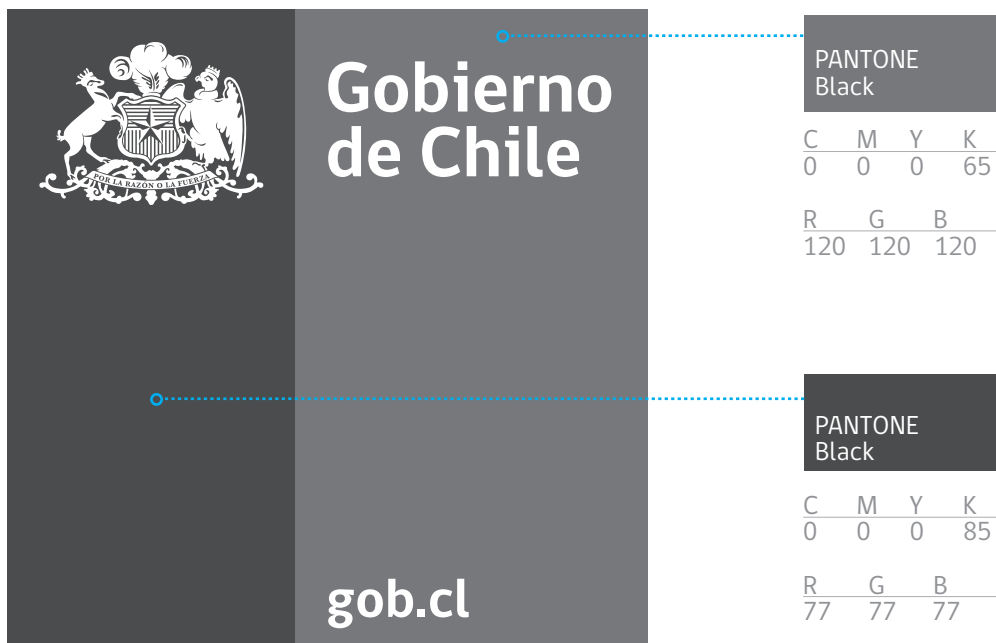 Gobierno
de Chile
POR LA RAZÓN O LA FUERZA
gob.cl
PANTONE
Black
C M Y K
0 0 0 65
R G B
120 120 120
PANTONE
Black
C M Y K
0 0 0 85
R G B
77 77 77